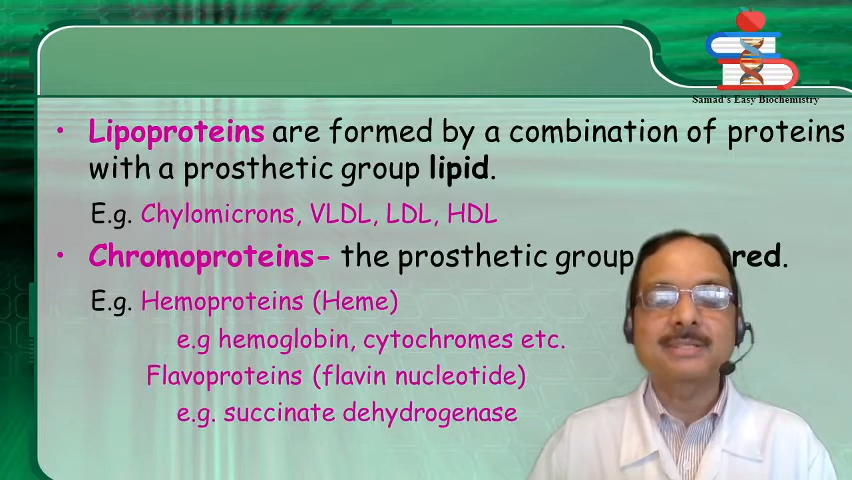 Samad's Easy Biochemistry
• Lipoproteins are formed by a combination of proteins
with a prosthetic group lipid.
E.g. Chylomicrons, VLDL, LDL, HDL
• Chromoproteins- the prosthetic group red.
E.g. Hemoproteins (Heme)
e.g hemoglobin, cytochromes etc.
Flavoproteins (flavin nucleotide)
e.g. succinate dehydrogenase